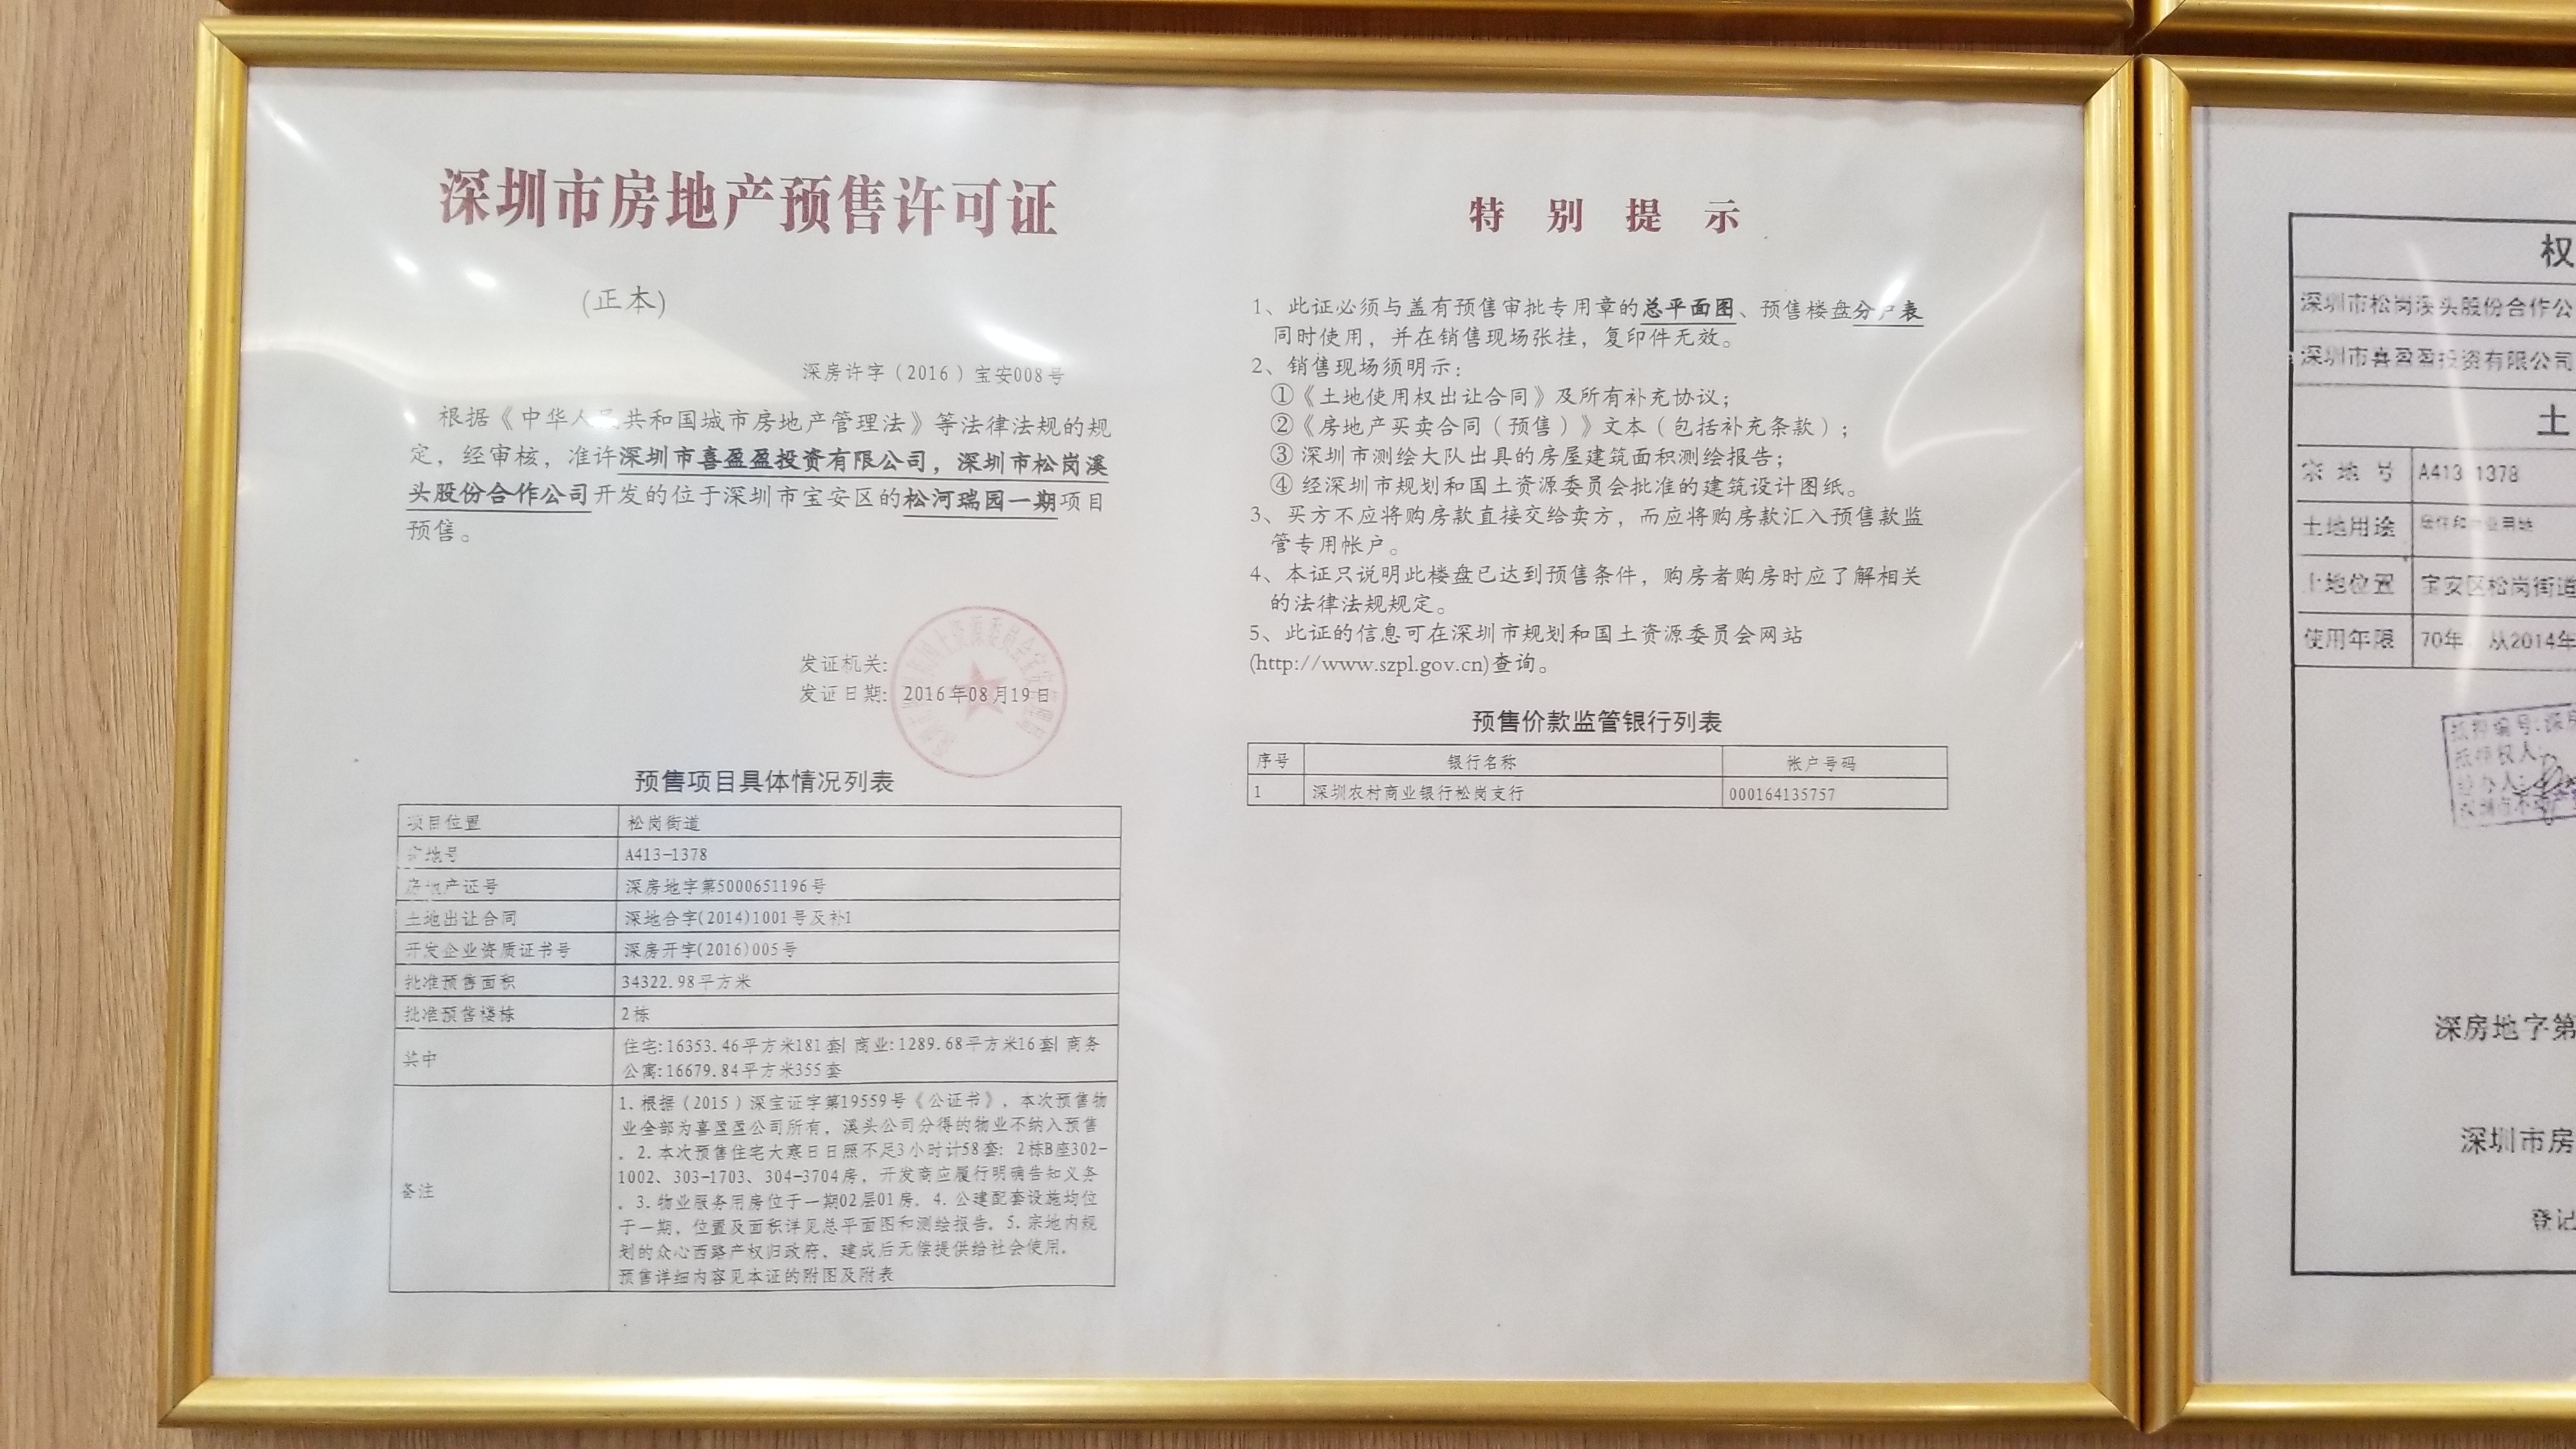 深圳市房地产预售许可证
(正本)
深房许字（2016）宝安008号
根据《中华人民共和国城市房地产管理法》等法律法规的规
定，经审核，准许深圳市喜盈盈投资有限公司，深圳市松岗溪
头股份合作公司开发的位于深圳市宝安区的松河瑞园一期项目
预售。
发证机关:
发证日期: 2016年08月19日
预售项目具体情况列表
项目位置 松岗街道
宗地号 A413-1378
房地产证号 深房地字第5000651196号
土地出让合同 深地合字(2014)1001号及补1
开发企业资质证书号 深房开字(2016)005号
批准预售面积 34322.98平方米
批准预售楼栋 2栋
其中 住宅:16353.46平方米181套| 商业:1289.68平方米16套| 商务
公寓:16679.84平方米355套
备注
1. 根据（2015）深宝证字第19559号《公证书》，本次预售物
业全部为喜盈盈公司所有，溪头公司分得的物业不纳入预售
。2. 本次预售住宅大寒日日照不足3小时计58套：2栋B座302-
1002、303-1703、304-3704房，开发商应履行明确告知义务
。3. 物业服务用房位于一期02层01房。4. 公建配套设施均位
于一期，位置及面积详见总平面图和测绘报告。5. 宗地内规
划的众心西路产权归政府，建成后无偿提供给社会使用。
预售详细内容见本证的附图及附表
特别提示
1、此证必须与盖有预售审批专用章的总平面图、预售楼盘分户表
同时使用，并在销售现场张挂，复印件无效。
2、销售现场须明示：
①《土地使用权出让合同》及所有补充协议；
②《房地产买卖合同（预售）》文本（包括补充条款）；
③ 深圳市测绘大队出具的房屋建筑面积测绘报告；
④ 经深圳市规划和国土资源委员会批准的建筑设计图纸。
3、买方不应将购房款直接交给卖方，而应将购房款汇入预售款监
管专用帐户。
4、本证只说明此楼盘已达到预售条件，购房者购房时应了解相关
的法律法规规定。
5、此证的信息可在深圳市规划和国土资源委员会网站
(http://www.szpl.gov.cn)查询。
预售价款监管银行列表
序号 银行名称 帐户号码
1 深圳农村商业银行松岗支行 000164135757
权
深圳市松岗溪头股份合作公
深圳市喜盈盈投资有限公司
土
宗地号 A413-1378
土地用途
土地位置 宝安区松岗街道
使用年限 70年，从2014年
深房地字第
深圳市房
登记